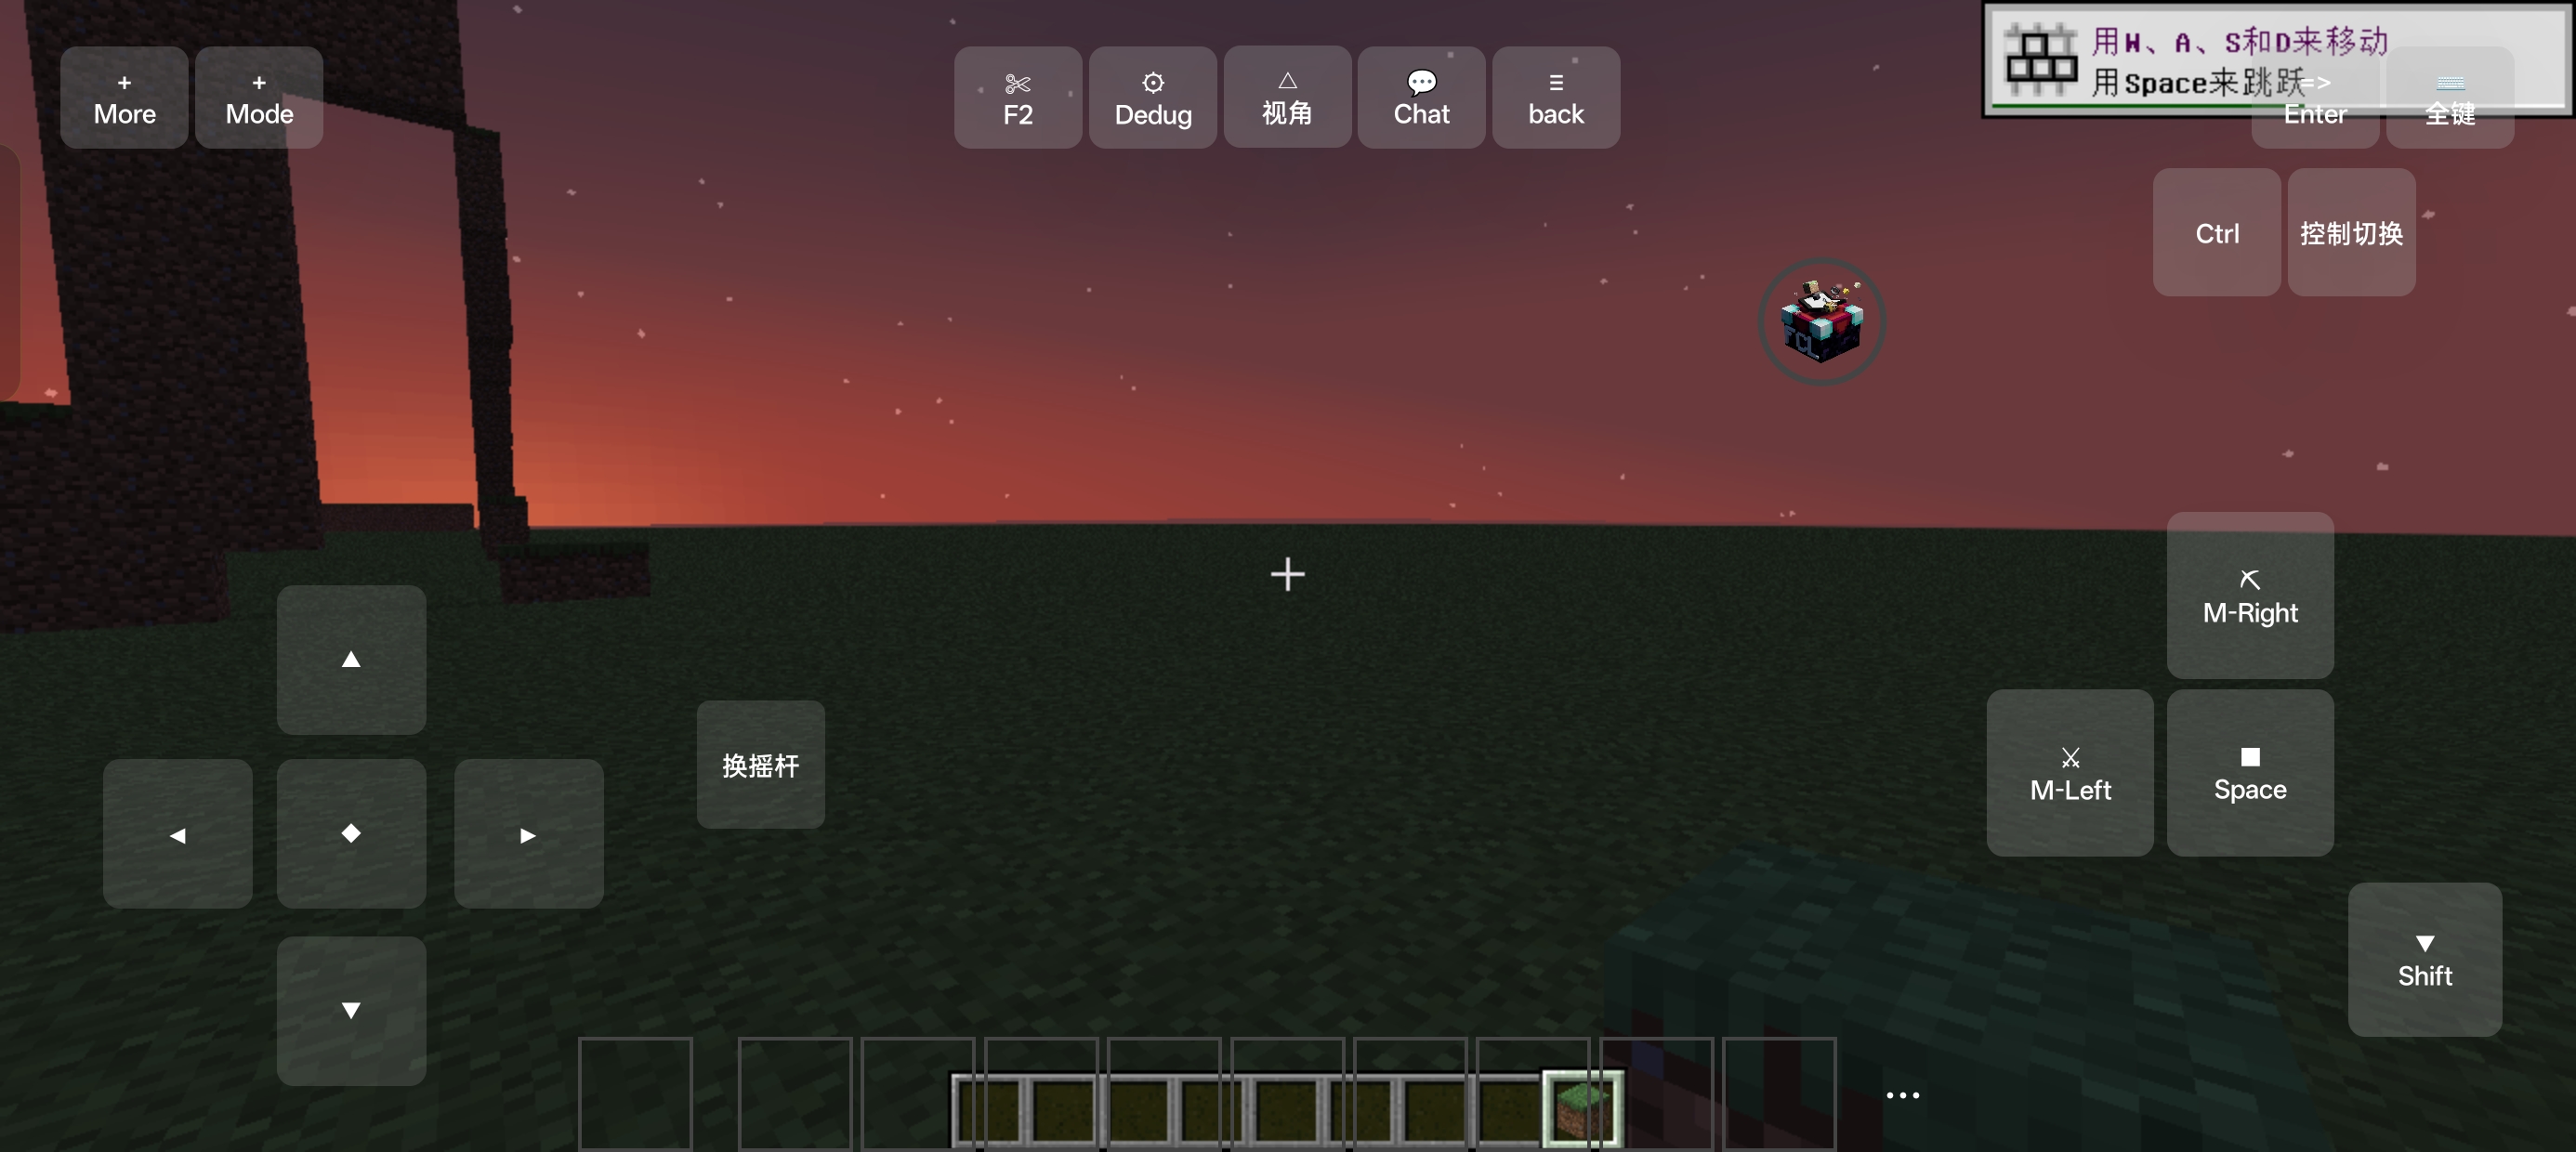 用W、A、S和D来移动
用Space来跳跃
+
More
+
Mode
F2
Dedug
视角
Chat
back
=>
Enter
全键
Ctrl
控制切换
FCL
M-Right
换摇杆
M-Left
Space
Shift
...